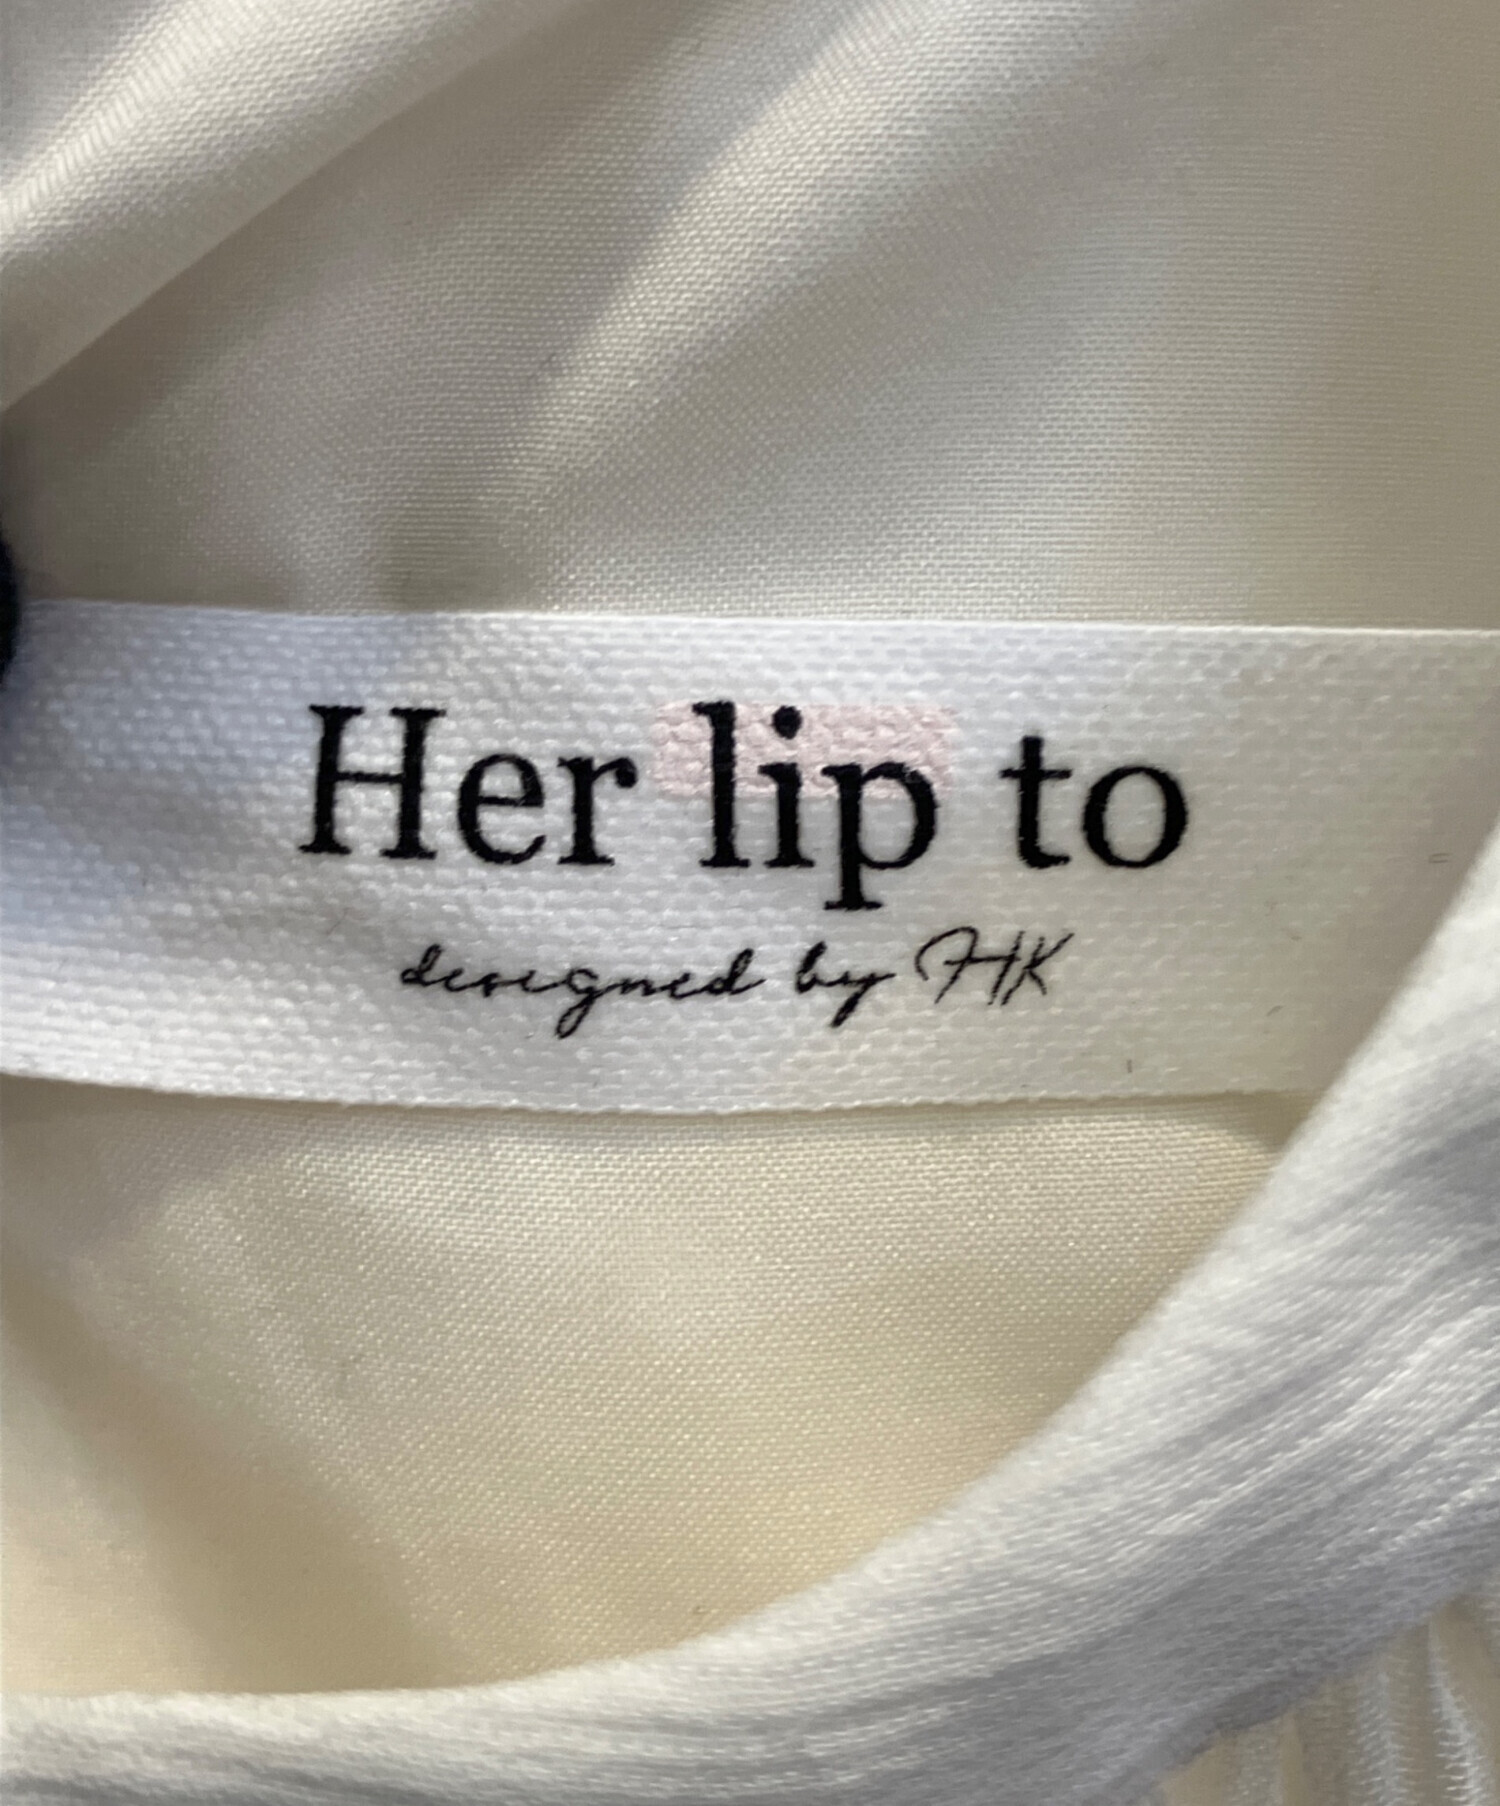 Her lip to
designed by HK